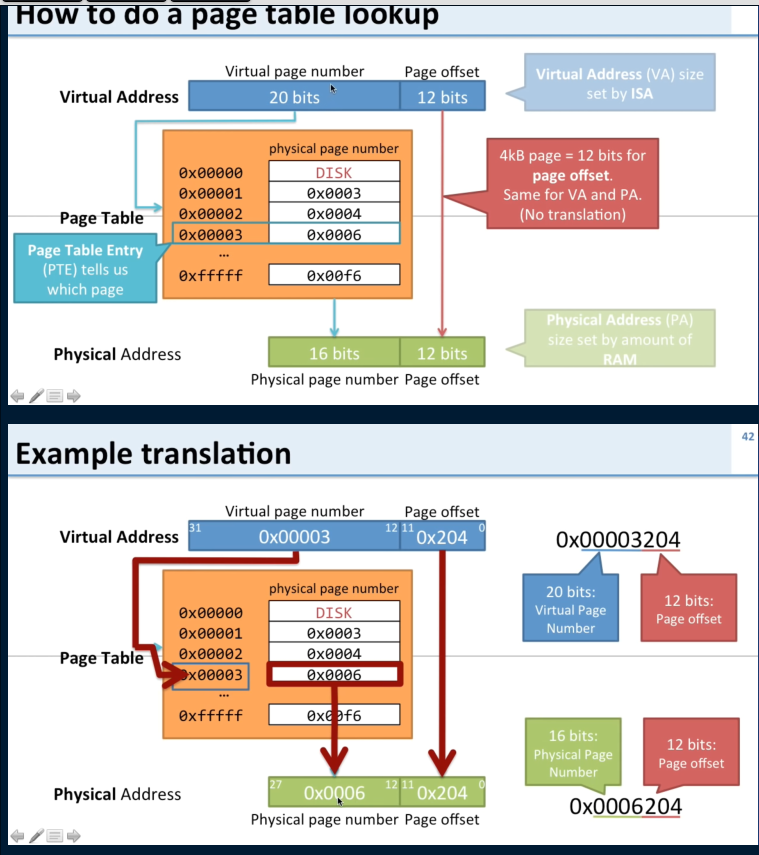 How to do a page table lookup
Virtual page number Page offset
Virtual Address 20 bits 12 bits
Virtual Address (VA) size
set by ISA
physical page number
0x00000 DISK
0x00001 0x0003
0x00002 0x0004
Page Table
0x00003 0x0006
...
0xfffff 0x00f6
4kB page = 12 bits for
page offset.
Same for VA and PA.
(No translation)
Page Table Entry
(PTE) tells us
which page
Physical Address 16 bits 12 bits
Physical page number Page offset
Physical Address (PA)
size set by amount of
RAM
42
Example translation
Virtual page number Page offset
Virtual Address 31 0x00003 12 11 0x204 0
0x00003204
20 bits:
Virtual Page
Number
12 bits:
Page offset
physical page number
0x00000 DISK
0x00001 0x0003
0x00002 0x0004
Page Table
0x00003 0x0006
...
0xfffff 0x00f6
16 bits:
Physical Page
Number
12 bits:
Page offset
Physical Address 27 0x0006 12 11 0x204 0
0x0006204
Physical page number Page offset